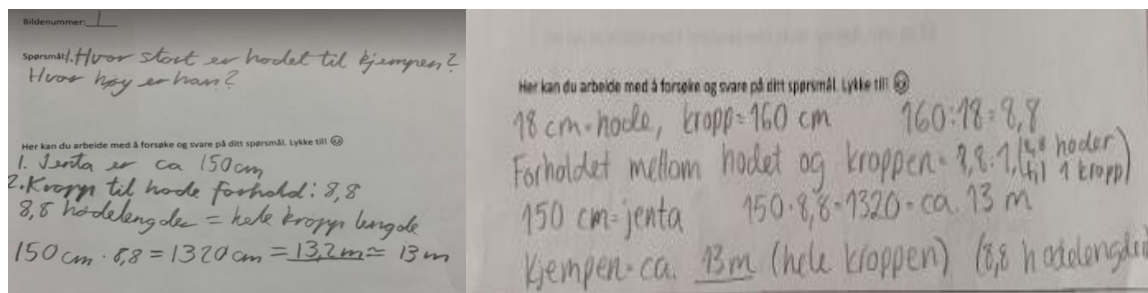 Bildenummer: 1
Spørsmål: 1. Hvor stort er hodet til kjempen?
Hvor høy er han?
Her kan du arbeide med å forsøke og svare på ditt spørsmål. Lykke til! ☺
1. Jenta er ca 150cm
2. Kropp til hode forhold: 8,8
8,8 hodelengder = hele kropps lengde
150 cm · 8,8 = 1320 cm = 13,2 m ≈ 13 m
Her kan du arbeide med å forsøke og svare på ditt spørsmål. Lykke til! ☺
18 cm = hode, kropp = 160 cm 160:18 = 8,8
Forholdet mellom hodet og kroppen = 8,8:1, (8,8 hoder til 1 kropp)
150 cm = jenta 150·8,8=1320= ca. 13 m
Kjempen = ca. 13m (hele kroppen) (8,8 hodelengder